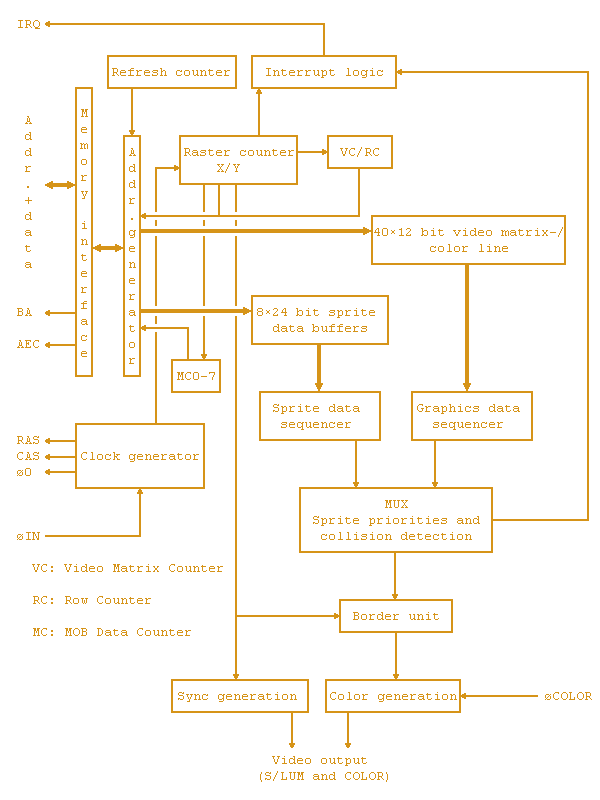 IRQ
Refresh counter
Interrupt logic
Addr.+data
Memory interface
Addr.generator
Raster counter
X/Y
VC/RC
40×12 bit video matrix-/
color line
8×24 bit sprite
data buffers
BA
AEC
MC0-7
Sprite data
sequencer
Graphics data
sequencer
RAS
CAS
ø0
Clock generator
MUX
Sprite priorities and
collision detection
øIN
VC: Video Matrix Counter
RC: Row Counter
MC: MOB Data Counter
Border unit
Sync generation
Color generation
øCOLOR
Video output
(S/LUM and COLOR)